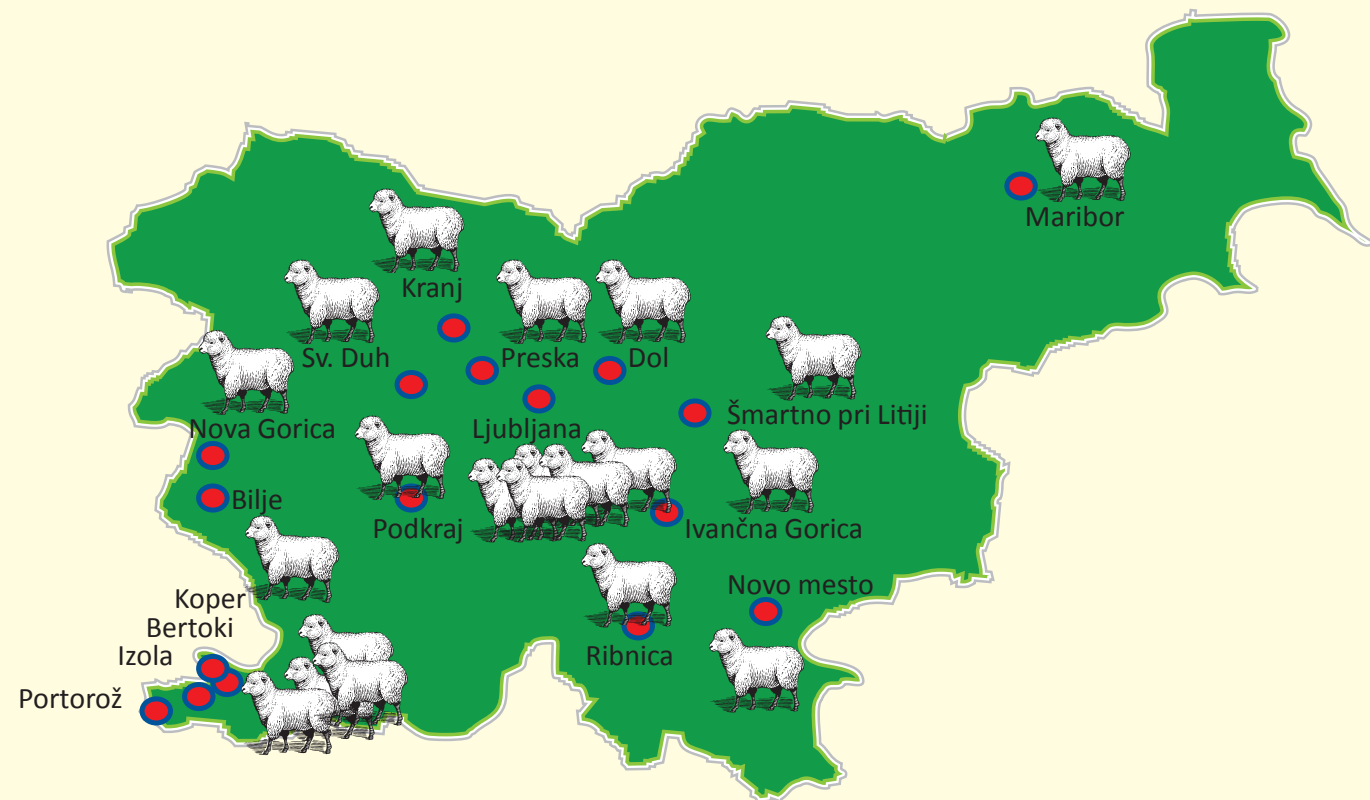 Maribor
Kranj
Sv. Duh
Preska
Dol
Šmartno pri Litiji
Nova Gorica
Ljubljana
Bilje
Podkraj
Ivančna Gorica
Novo mesto
Koper
Bertoki
Izola
Ribnica
Portorož